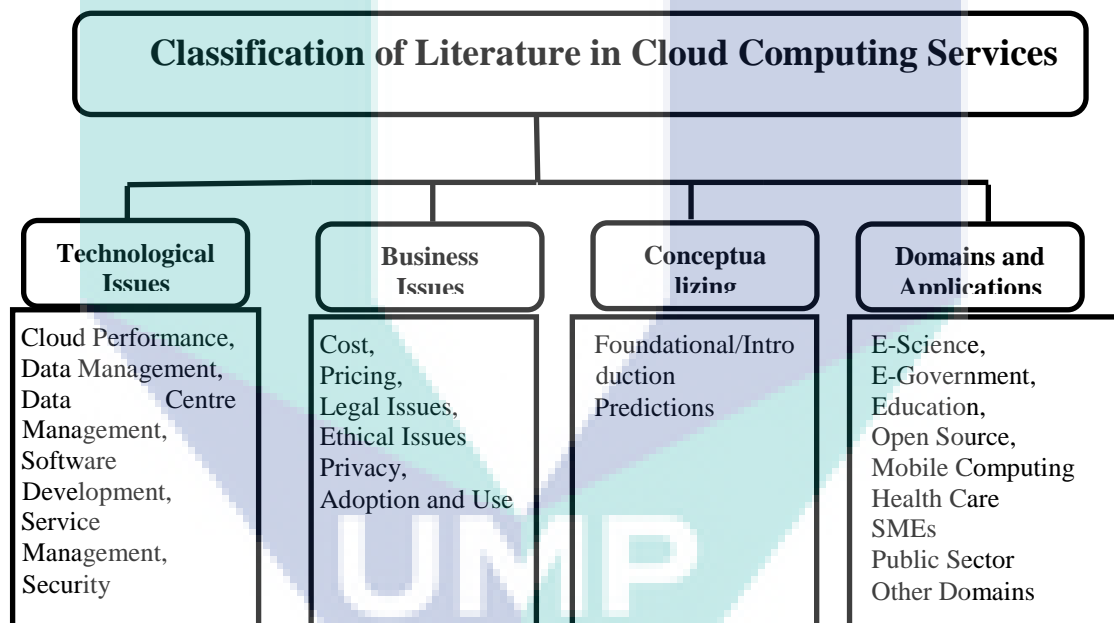 Classification of Literature in Cloud Computing Services
Technological
Issues
Cloud Performance,
Data Management,
Data Centre
Management,
Software
Development,
Service
Management,
Security
Business
Issues
Cost,
Pricing,
Legal Issues,
Ethical Issues
Privacy,
Adoption and Use
Conceptua
lizing
Foundational/Intro
duction
Predictions
Domains and
Applications
E-Science,
E-Government,
Education,
Open Source,
Mobile Computing
Health Care
SMEs
Public Sector
Other Domains
UMP